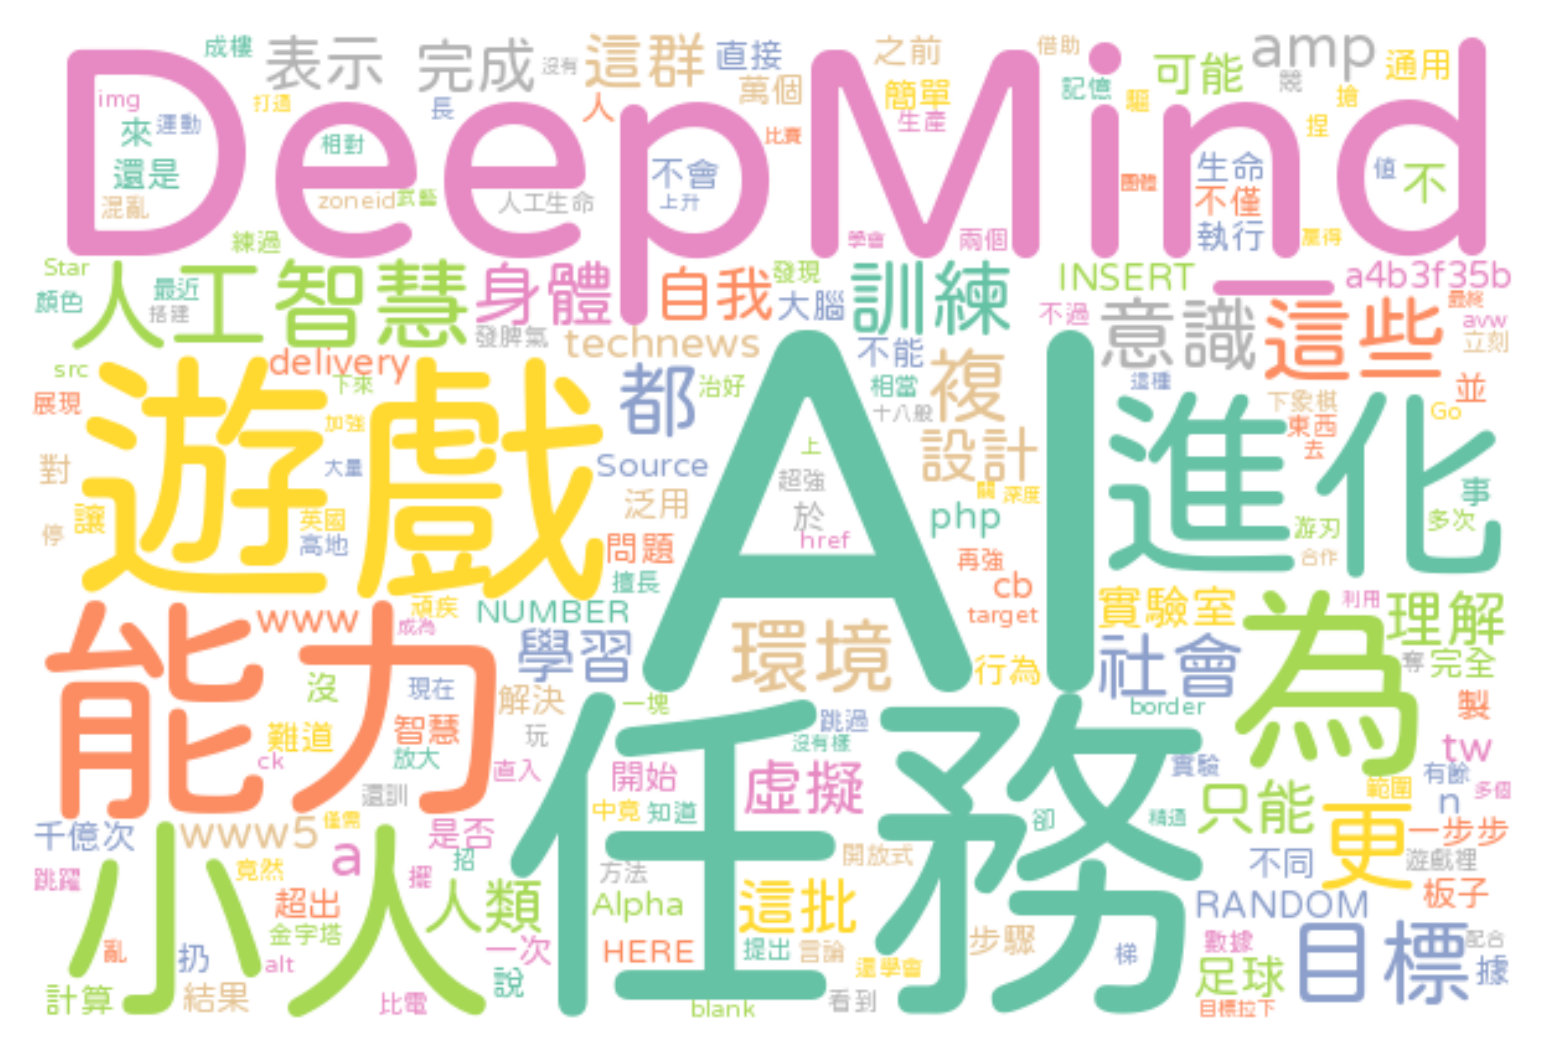 成樓 表示 完成 沒有 這群 直接 之前 借助 amp
可能 通用
img 打造 長 人 萬個 簡單 記憶 驅 競 搶
DeepMind_
來 運動 相對 比賽 生產 捏
還是 不會 生命 值 不
混亂 zoneid 武藝 人工生命 上升 團體 不僅
練過 學會 兩個 執行 贏得
Star 人工智慧 身體 自我 發現 訓練 INSERT a4b3f35b
顏色 最近 搭建 大腦 不過 意識 這些 最終 avw
發脾氣 technews 不能 立刻
src delivery 下來 都 治好 相當 複 這種 並
展現 遊戲 加強 AI 十八般 進化 下象棋 Go
東西 去
對 大量 Source 上 設計
讓 泛用 超強 關 深度 事
停 英國 於 php 游刃 多次
高地 問題 href 再強 合作
擅長 cb
能力 www 頑疾 NUMBER target 實驗室 為 利用 理解
成為 學習 環境 行為 社會 奪 完全
沒 現在 解決 一塊 border 製
難道 智慧 玩 任務 跳過
ck 放大 直入 開始 沒有樣 實驗 tw
還訓 虛擬 範圍 有餘
中竟 知道 卻 精通 只能 n 多個
千億次 www5 僅需 是否 更 一步步
小人 a 招 開放式 不同 遊戲裡
跳躍 竟然 擺 方法
超出 人類 Alpha 這批 RANDOM 板子
金字塔 步驟 目標
亂 扔 alt 一次 HERE 提出 言論 梯 數據 配合
說 還學會 足球 據
計算 結果 比電 blank 看到 目標拉下